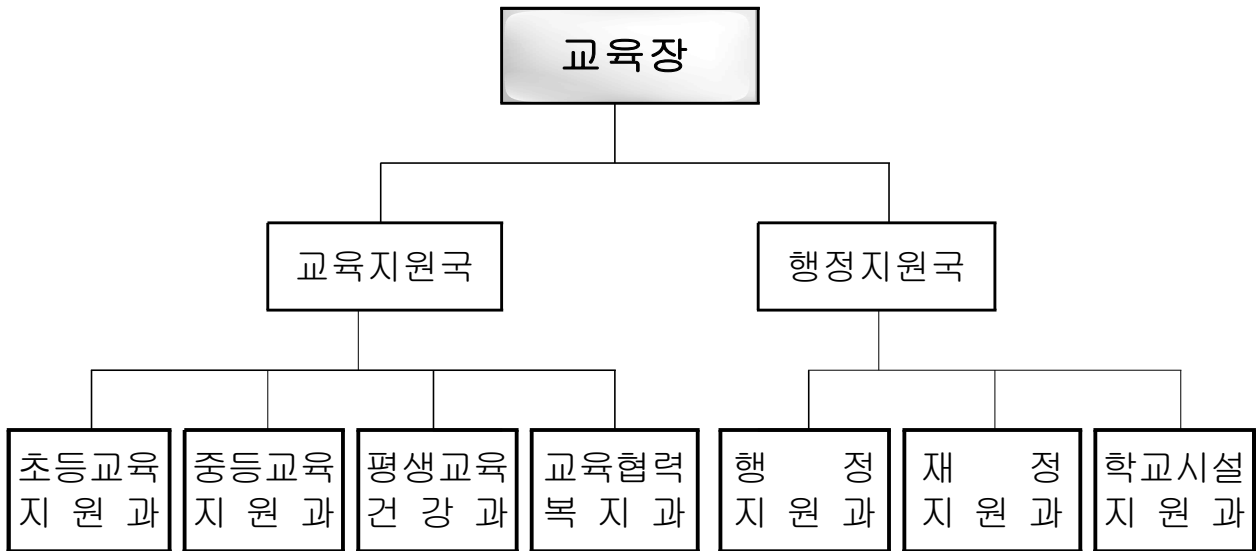 교육장
교육지원국
행정지원국
초등교육
지 원 과
중등교육
지 원 과
평생교육
건 강 과
교육협력
복 지 과
행 정
지 원 과
재 정
지 원 과
학교시설
지 원 과